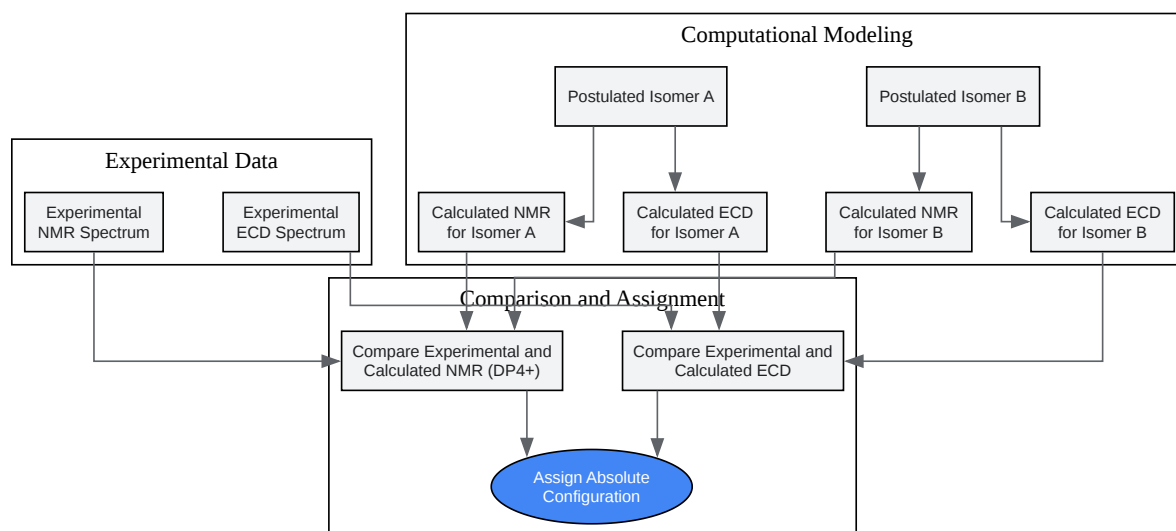 Computational Modeling
Postulated Isomer A
Postulated Isomer B
Experimental Data
Experimental
NMR Spectrum
Experimental
ECD Spectrum
Calculated NMR
for Isomer A
Calculated ECD
for Isomer A
Calculated NMR
for Isomer B
Calculated ECD
for Isomer B
Comparison and Assignment
Compare Experimental and
Calculated NMR (DP4+)
Compare Experimental and
Calculated ECD
Assign Absolute
Configuration